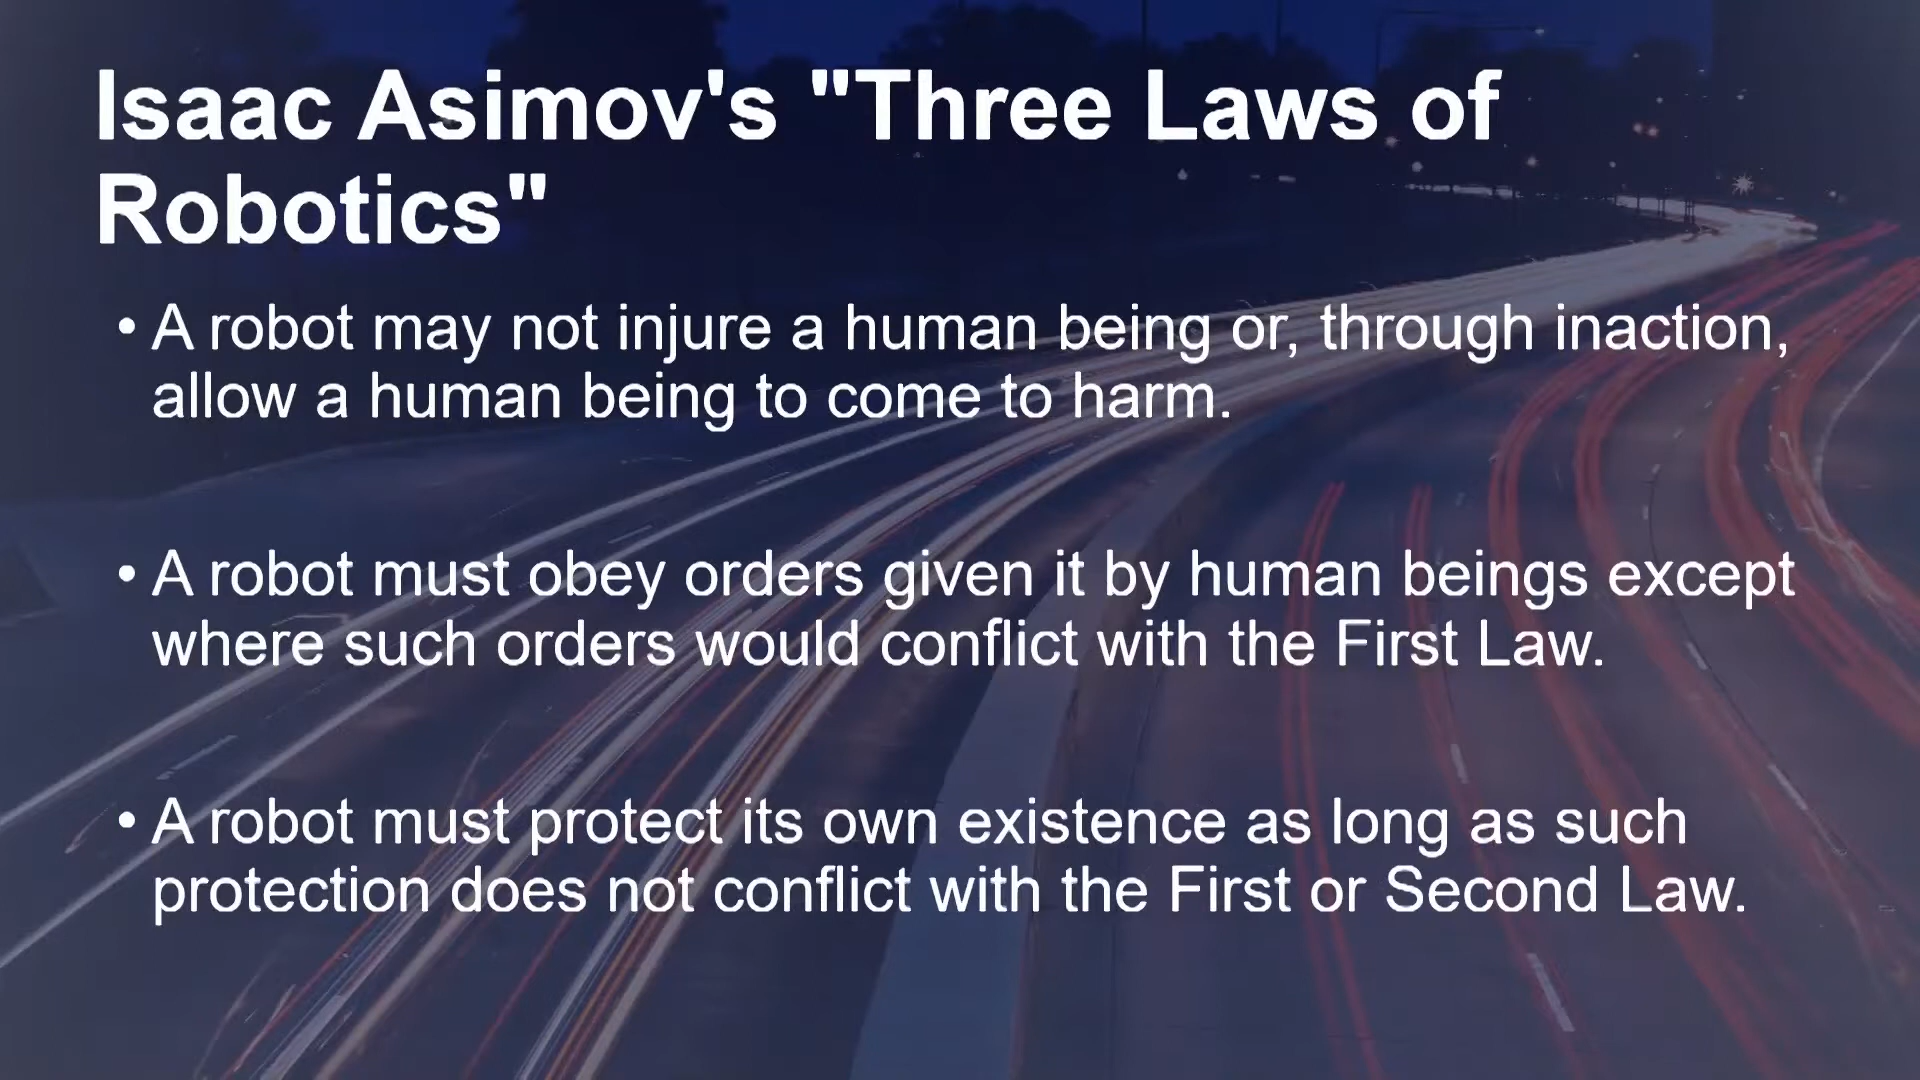 Isaac Asimov's "Three Laws of
Robotics"
• A robot may not injure a human being or, through inaction,
allow a human being to come to harm.
• A robot must obey orders given it by human beings except
where such orders would conflict with the First Law.
• A robot must protect its own existence as long as such
protection does not conflict with the First or Second Law.